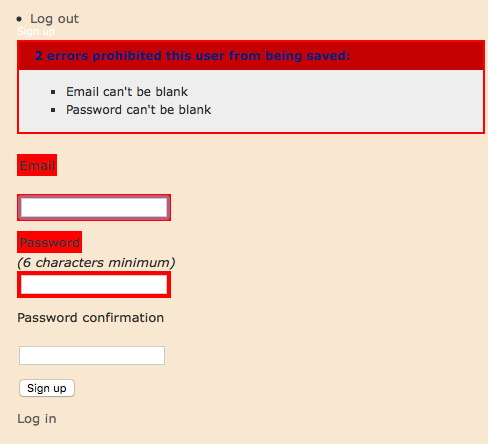 Log out
Sign up
2 errors prohibited this user from being saved:
Email can't be blank
Password can't be blank
Email
Password
(6 characters minimum)
Password confirmation
Sign up
Log in